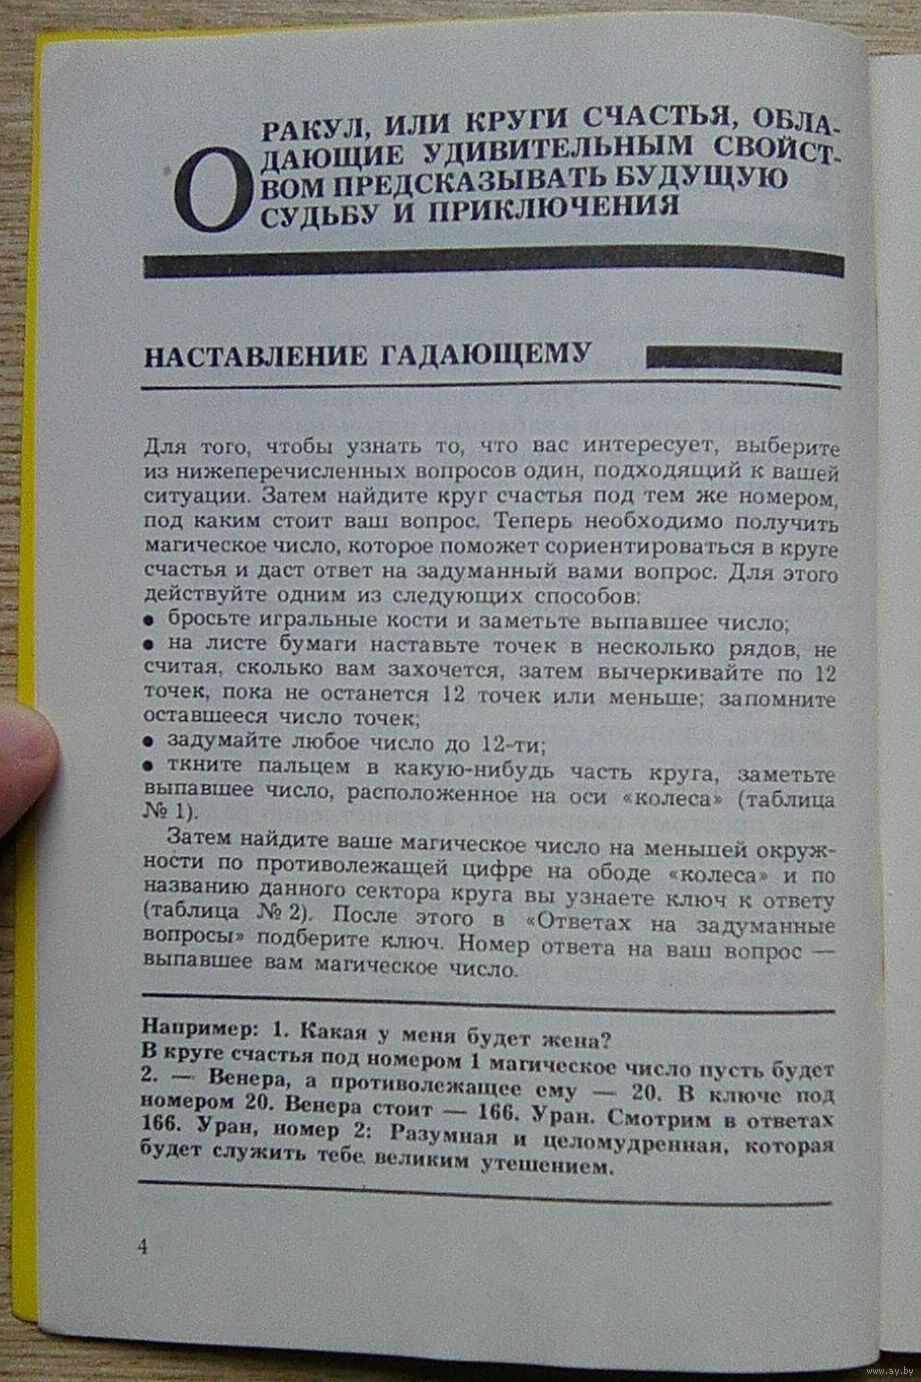 ОРАКУЛ, ИЛИ КРУГИ СЧАСТЬЯ, ОБЛА-
ДАЮЩИЕ УДИВИТЕЛЬНЫМ СВОЙСТ-
ВОМ ПРЕДСКАЗЫВАТЬ БУДУЩУЮ
СУДЬБУ И ПРИКЛЮЧЕНИЯ
НАСТАВЛЕНИЕ ГАДАЮЩЕМУ
Для того, чтобы узнать то, что вас интересует, выберите
из нижеперечисленных вопросов один, подходящий к вашей
ситуации. Затем найдите круг счастья под тем же номером,
под каким стоит ваш вопрос. Теперь необходимо получить
магическое число, которое поможет сориентироваться в круге
счастья и даст ответ на задуманный вами вопрос. Для этого
действуйте одним из следующих способов:
• бросьте игральные кости и заметьте выпавшее число;
• на листе бумаги наставьте точек в несколько рядов, не
считая, сколько вам захочется, затем вычеркивайте по 12
точек, пока не останется 12 точек или меньше; запомните
оставшееся число точек;
• задумайте любое число до 12-ти;
• ткните пальцем в какую-нибудь часть круга, заметьте
выпавшее число, расположенное на оси «колеса» (таблица
№ 1).
Затем найдите ваше магическое число на меньшей окруж-
ности по противолежащей цифре на ободе «колеса» и по
названию данного сектора круга вы узнаете ключ к ответу
(таблица № 2). После этого в «Ответах на задуманные
вопросы» подберите ключ. Номер ответа на ваш вопрос —
выпавшее вам магическое число.
Например: 1. Какая у меня будет жена?
В круге счастья под номером 1 магическое число пусть будет
2. — Венера, а противолежащее ему — 20. В ключе под
номером 20. Венера стоит — 166. Уран. Смотрим в ответах
166. Уран, номер 2: Разумная и целомудренная, которая
будет служить тебе великим утешением.
4
www.ay.by